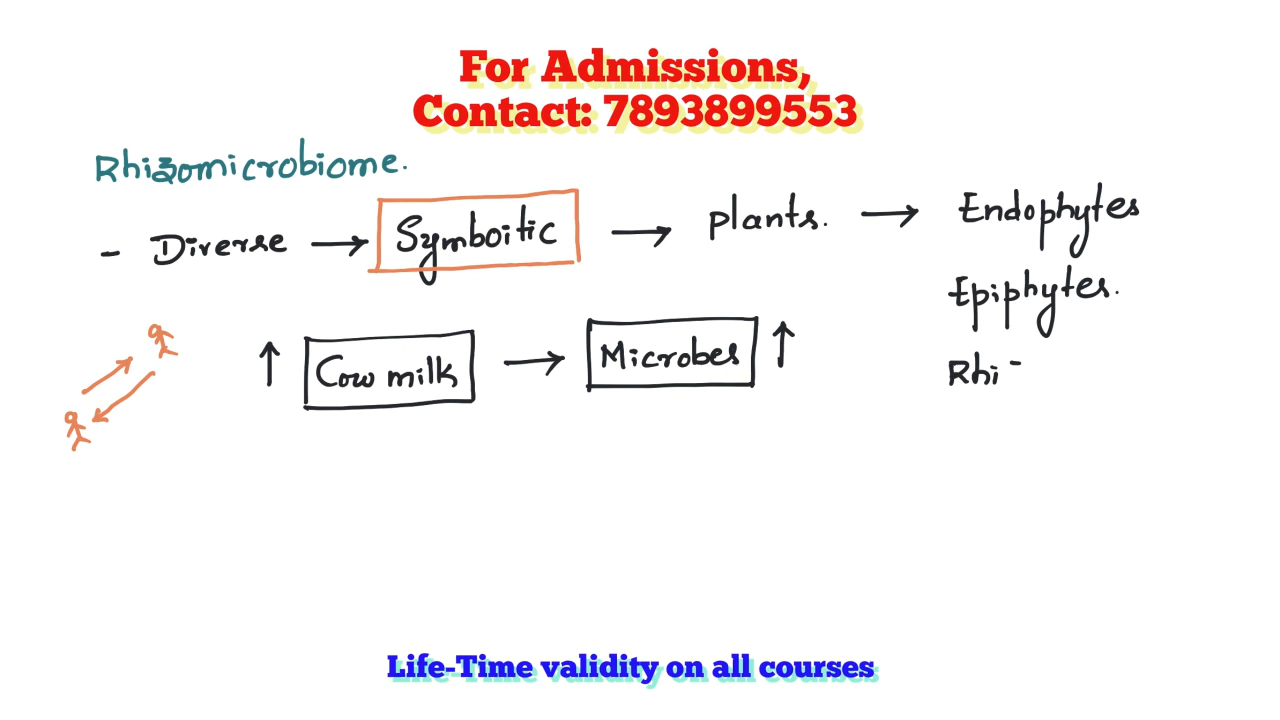 For Admissions,
Contact: 7893899553
Rhizomicrobiome.
- Diverse → Symboitic → plants. → Endophytes
Epiphytes.
↑ Cow milk → Microbes ↑
Rhi -
Life-Time validity on all courses